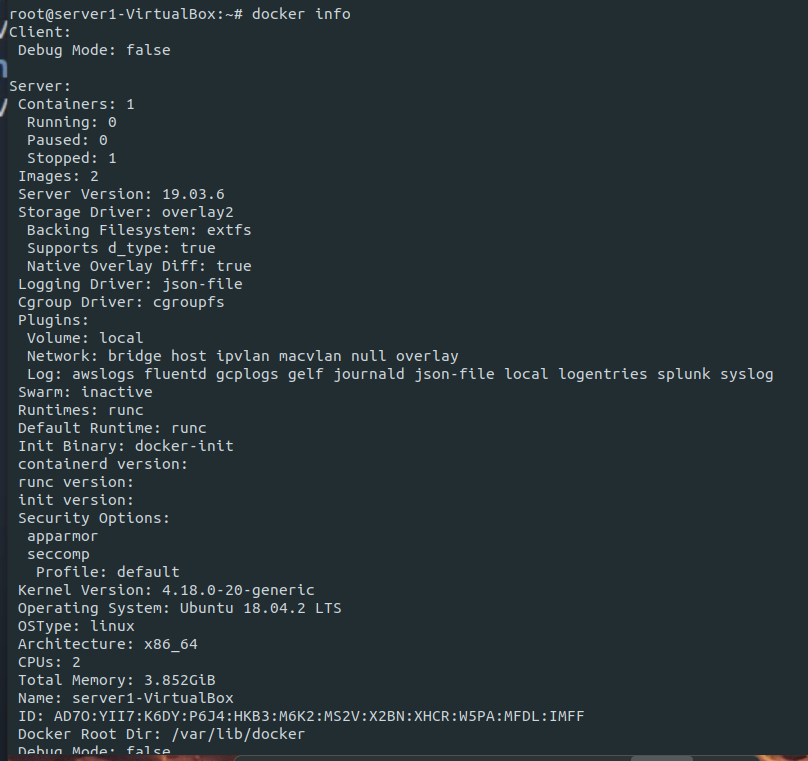 root@server1-VirtualBox:~# docker info
Client:
Debug Mode: false
Server:
Containers: 1
Running: 0
Paused: 0
Stopped: 1
Images: 2
Server Version: 19.03.6
Storage Driver: overlay2
Backing Filesystem: extfs
Supports d_type: true
Native Overlay Diff: true
Logging Driver: json-file
Cgroup Driver: cgroupfs
Plugins:
Volume: local
Network: bridge host ipvlan macvlan null overlay
Log: awslogs fluentd gcplogs gelf journald json-file local logentries splunk syslog
Swarm: inactive
Runtimes: runc
Default Runtime: runc
Init Binary: docker-init
containerd version:
runc version:
init version:
Security Options:
apparmor
seccomp
Profile: default
Kernel Version: 4.18.0-20-generic
Operating System: Ubuntu 18.04.2 LTS
OSType: linux
Architecture: x86_64
CPUs: 2
Total Memory: 3.852GiB
Name: server1-VirtualBox
ID: AD7O:YII7:K6DY:P6J4:HKB3:M6K2:MS2V:X2BN:XHCR:W5PA:MFDL:IMFF
Docker Root Dir: /var/lib/docker
Debug Mode: false